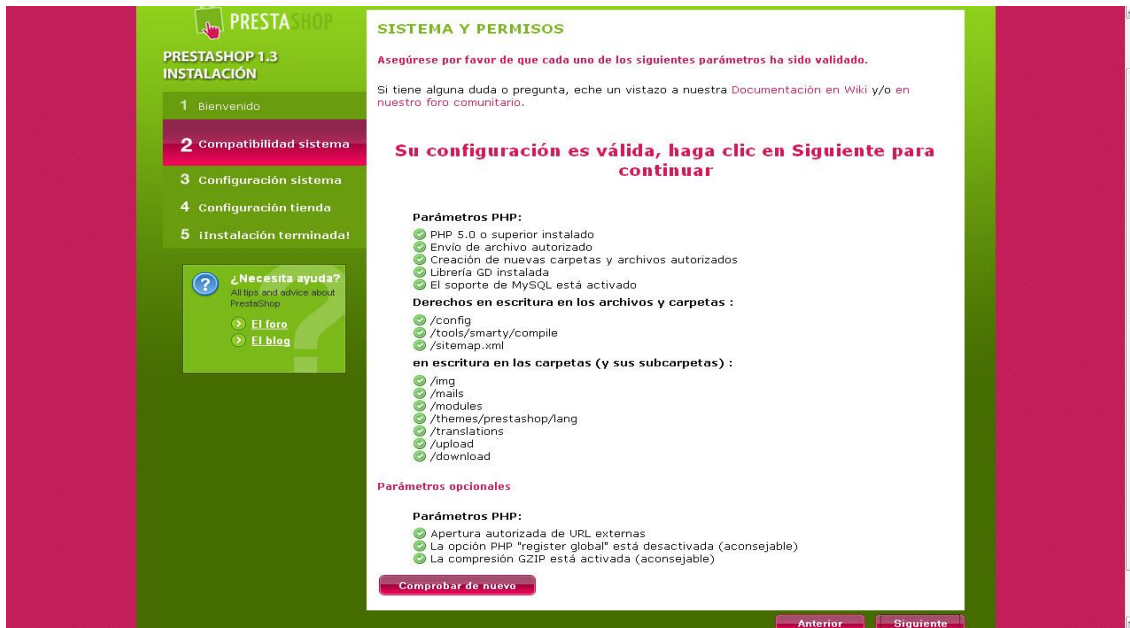 PRESTASHOP
PRESTASHOP 1.3
INSTALACIÓN
1 Bienvenido
2 Compatibilidad sistema
3 Configuración sistema
4 Configuración tienda
5 ¡Instalación terminada!
¿Necesita ayuda?
All tips and advice about
PrestaShop
El foro
El blog
SISTEMA Y PERMISOS
Asegúrese por favor de que cada uno de los siguientes parámetros ha sido validado.
Si tiene alguna duda o pregunta, eche un vistazo a nuestra Documentación en Wiki y/o en
nuestro foro comunitario.
Su configuración es válida, haga clic en Siguiente para
continuar
Parámetros PHP:
PHP 5.0 o superior instalado
Envío de archivo autorizado
Creación de nuevas carpetas y archivos autorizados
Librería GD instalada
El soporte de MySQL está activado
Derechos en escritura en los archivos y carpetas :
/config
/tools/smarty/compile
/sitemap.xml
en escritura en las carpetas (y sus subcarpetas) :
/img
/mails
/modules
/themes/prestashop/lang
/translations
/upload
/download
Parámetros opcionales
Parámetros PHP:
Apertura autorizada de URL externas
La opción PHP "register global" está desactivada (aconsejable)
La compresión GZIP está activada (aconsejable)
Comprobar de nuevo
Anterior
Siguiente